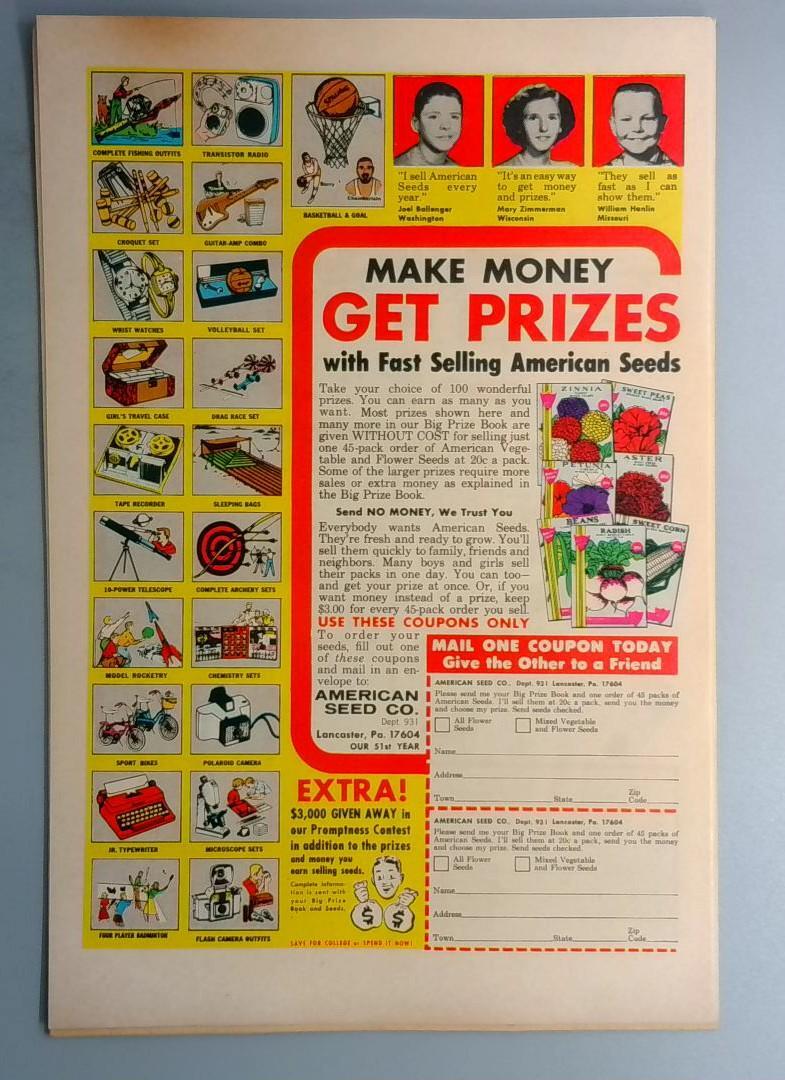 COMPLETE FISHING OUTFITS
TRANSISTOR RADIO
CROQUET SET
GUITAR-AMP COMBO
WRIST WATCHES
VOLLEYBALL SET
GIRL'S TRAVEL CASE
DRAG RACE SET
TAPE RECORDER
SLEEPING BAGS
10-POWER TELESCOPE
COMPLETE ARCHERY SETS
MODEL ROCKETRY
CHEMISTRY SETS
SPORT BIKES
POLAROID CAMERA
JR. TYPEWRITER
MICROSCOPE SETS
FOUR PLAYER BADMINTON
FLASH CAMERA OUTFITS
SPALDING
Barry
Chamberlain
BASKETBALL & GOAL
"I sell American
Seeds every
year."
Joel Ballenger
Washington
"It's an easy way
to get money
and prizes."
Mary Zimmerman
Wisconsin
"They sell as
fast as I can
show them."
William Hanlin
Missouri
MAKE MONEY
GET PRIZES
with Fast Selling American Seeds
Take your choice of 100 wonderful
prizes. You can earn as many as you
want. Most prizes shown here and
many more in our Big Prize Book are
given WITHOUT COST for selling just
one 45-pack order of American Vege-
table and Flower Seeds at 20c a pack.
Some of the larger prizes require more
sales or extra money as explained in
the Big Prize Book.
Send NO MONEY, We Trust You
Everybody wants American Seeds.
They're fresh and ready to grow. You'll
sell them quickly to family, friends and
neighbors. Many boys and girls sell
their packs in one day. You can too—
and get your prize at once. Or, if you
want money instead of a prize, keep
$3.00 for every 45-pack order you sell.
USE THESE COUPONS ONLY
To order your
seeds, fill out one
of these coupons
and mail in an en-
velope to:
AMERICAN
SEED CO.
Dept. 931
Lancaster, Pa. 17604
OUR 51st YEAR
ZINNIA
SWEET PEAS
PETUNIA
ASTER
BEANS
RADISH
SWEET CORN
MAIL ONE COUPON TODAY
Give the Other to a Friend
AMERICAN SEED CO., Dept. 931 Lancaster, Pa. 17604
Please send me your Big Prize Book and one order of 45 packs of
American Seeds. I'll sell them at 20c a pack, send you the money
and choose my prize. Send seeds checked.
All Flower
Seeds
Mixed Vegetable
and Flower Seeds
Name
Address
Town State Zip Code
AMERICAN SEED CO., Dept. 931 Lancaster, Pa. 17604
Please send me your Big Prize Book and one order of 45 packs of
American Seeds. I'll sell them at 20c a pack, send you the money
and choose my prize. Send seeds checked.
All Flower
Seeds
Mixed Vegetable
and Flower Seeds
Name
Address
Town State Zip Code
EXTRA!
$3,000 GIVEN AWAY in
our Promptness Contest
in addition to the prizes
and money you
earn selling seeds.
Complete informa-
tion is sent with
your Big Prize
Book and Seeds.
$ $
SAVE FOR COLLEGE or SPEND IT NOW!